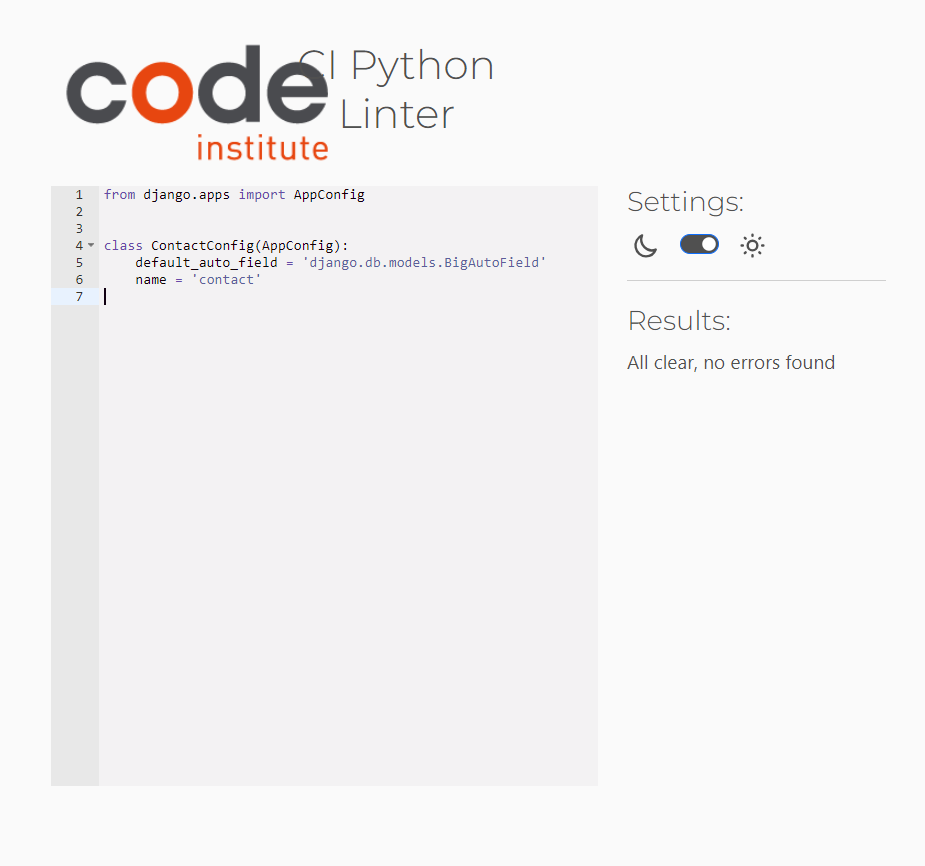 code
institute
CI Python
Linter
1 from django.apps import AppConfig
2
3
4 class ContactConfig(AppConfig):
5     default_auto_field = 'django.db.models.BigAutoField'
6     name = 'contact'
7
Settings:
Results:
All clear, no errors found